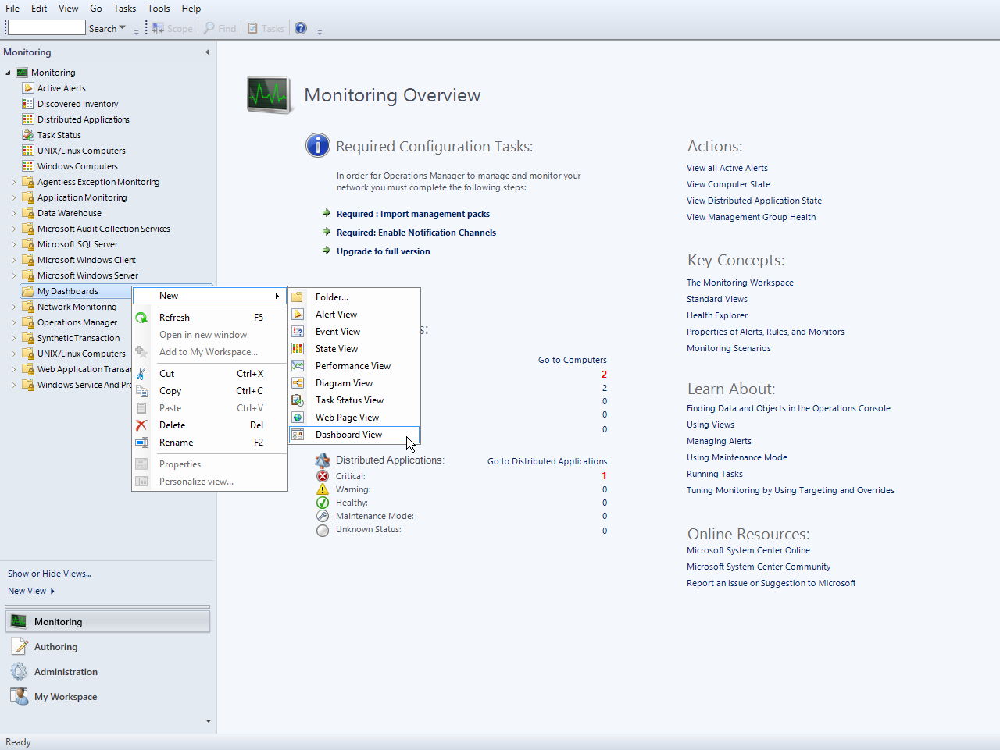 File Edit View Go Tasks Tools Help
Search Scope Find Tasks
Monitoring
Monitoring
Active Alerts
Discovered Inventory
Distributed Applications
Task Status
UNIX/Linux Computers
Windows Computers
Agentless Exception Monitoring
Application Monitoring
Data Warehouse
Microsoft Audit Collection Services
Microsoft SQL Server
Microsoft Windows Client
Microsoft Windows Server
My Dashboards
Network Monitoring
Operations Manager
Synthetic Transaction
UNIX/Linux Computers
Web Application Transac
Windows Service And Pro
New
Refresh F5
Open in new window
Add to My Workspace...
Cut Ctrl+X
Copy Ctrl+C
Paste Ctrl+V
Delete Del
Rename F2
Properties
Personalize view...
Folder...
Alert View
Event View
State View
Performance View
Diagram View
Task Status View
Web Page View
Dashboard View
Show or Hide Views...
New View
Monitoring
Authoring
Administration
My Workspace
Monitoring Overview
Required Configuration Tasks:
In order for Operations Manager to manage and monitor your
network you must complete the following steps:
Required : Import management packs
Required: Enable Notification Channels
Upgrade to full version
s:
Go to Computers
2
2
0
0
0
Distributed Applications: Go to Distributed Applications
Critical: 1
Warning: 0
Healthy: 0
Maintenance Mode: 0
Unknown Status: 0
Actions:
View all Active Alerts
View Computer State
View Distributed Application State
View Management Group Health
Key Concepts:
The Monitoring Workspace
Standard Views
Health Explorer
Properties of Alerts, Rules, and Monitors
Monitoring Scenarios
Learn About:
Finding Data and Objects in the Operations Console
Using Views
Managing Alerts
Using Maintenance Mode
Running Tasks
Tuning Monitoring by Using Targeting and Overrides
Online Resources:
Microsoft System Center Online
Microsoft System Center Community
Report an Issue or Suggestion to Microsoft
Ready